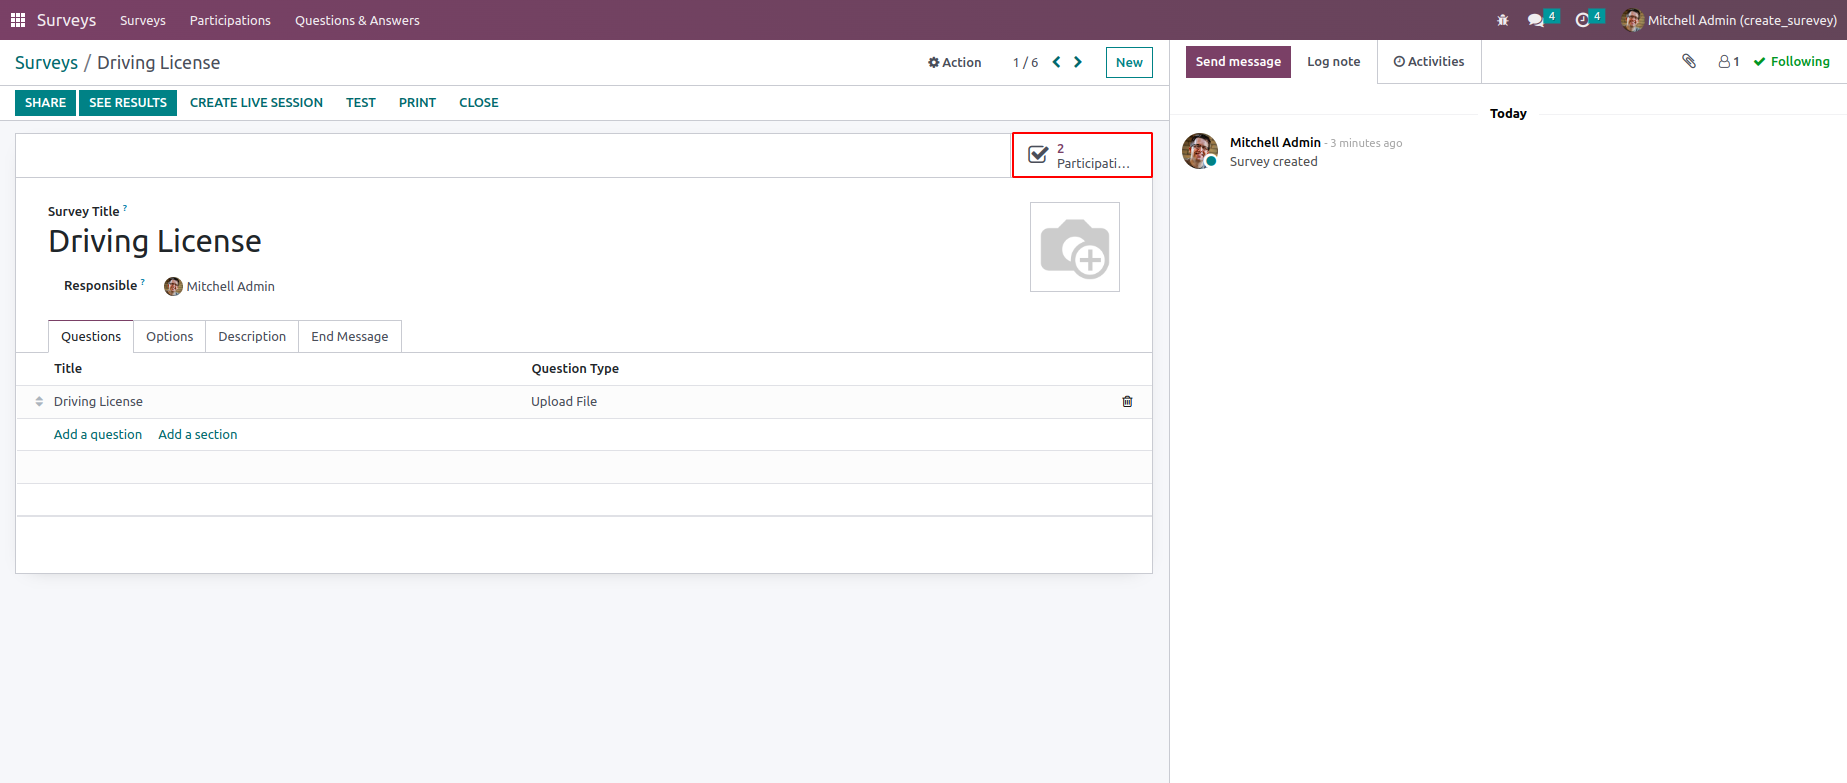 Surveys Surveys Participations Questions & Answers 4 4 Mitchell Admin (create_surevey)
Surveys / Driving License Action 1 / 6 New
SHARE SEE RESULTS CREATE LIVE SESSION TEST PRINT CLOSE
2
Participati...
Survey Title ?
Driving License
Responsible ? Mitchell Admin
Questions Options Description End Message
Title Question Type
Driving License Upload File
Add a question Add a section
Send message Log note Activities 1 Following
Today
Mitchell Admin - 3 minutes ago
Survey created